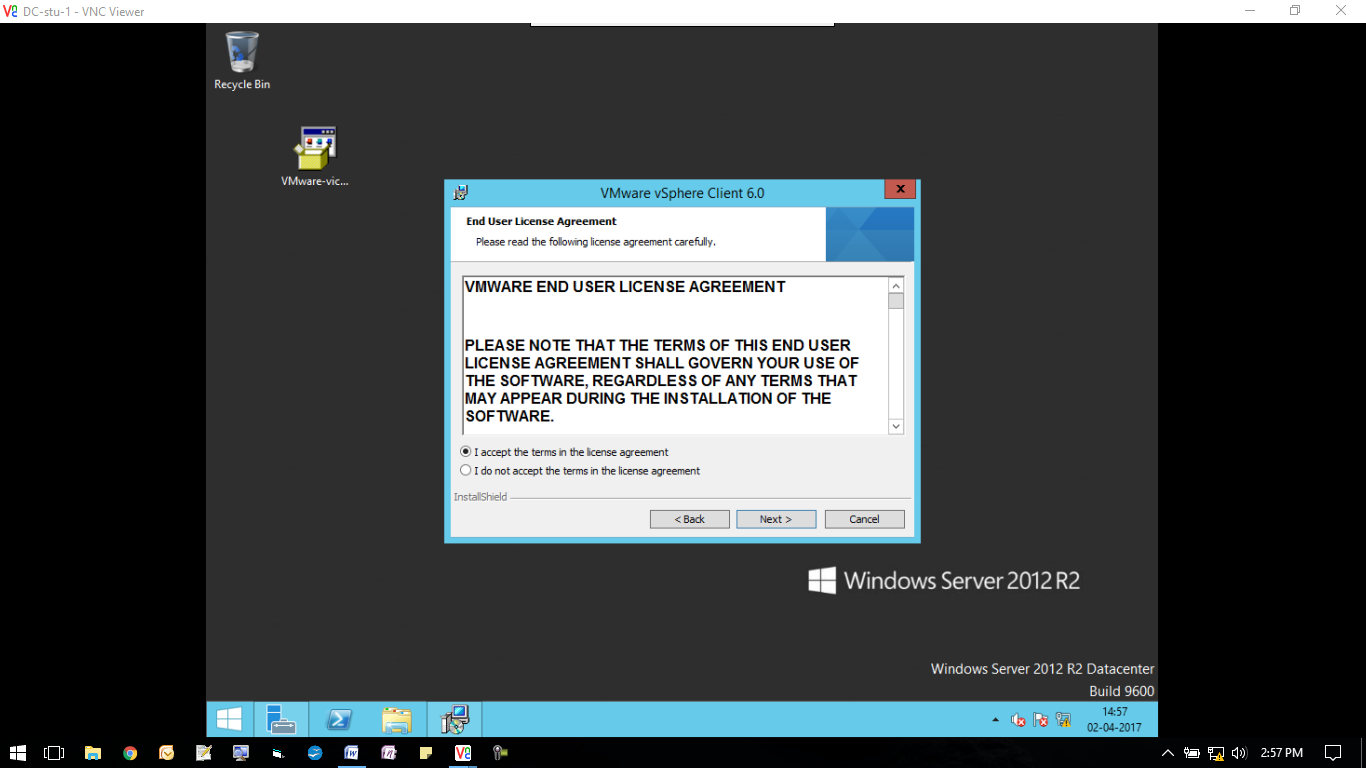 DC-stu-1 - VNC Viewer
Recycle Bin
VMware-vic...
VMware vSphere Client 6.0
End User License Agreement
Please read the following license agreement carefully.
VMWARE END USER LICENSE AGREEMENT
PLEASE NOTE THAT THE TERMS OF THIS END USER
LICENSE AGREEMENT SHALL GOVERN YOUR USE OF
THE SOFTWARE, REGARDLESS OF ANY TERMS THAT
MAY APPEAR DURING THE INSTALLATION OF THE
SOFTWARE.
I accept the terms in the license agreement
I do not accept the terms in the license agreement
InstallShield
< Back
Next >
Cancel
Windows Server 2012 R2
Windows Server 2012 R2 Datacenter
Build 9600
14:57
02-04-2017
2:57 PM